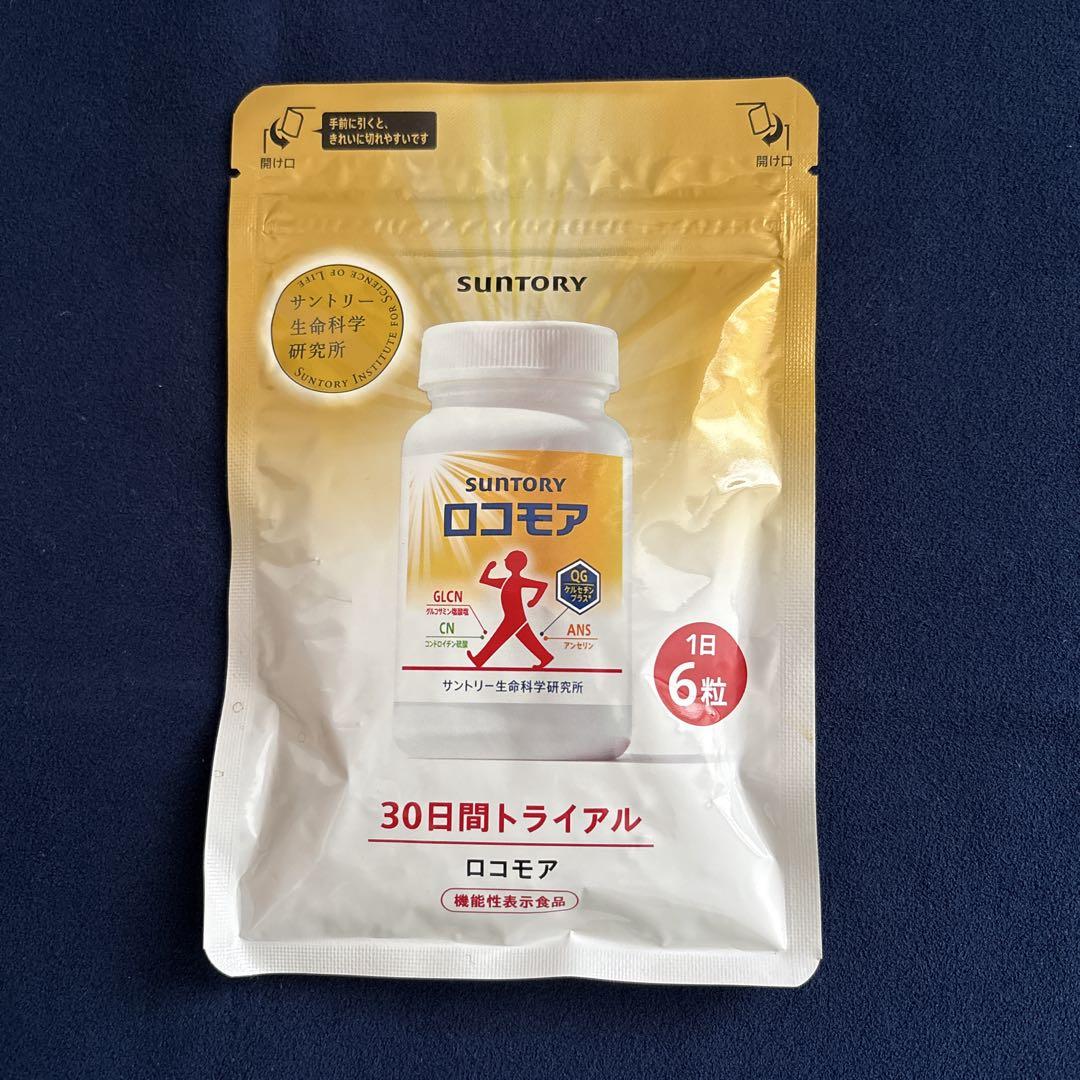 手前に引くと、
きれいに切れやすいです
開け口
開け口
SUNTORY
サントリー
生命科学
研究所
SUNTORY INSTITUTE FOR SCIENCE OF LIFE
SUNTORY
ロコモア
GLCN
グルコサミン塩酸塩
CN
コンドロイチン硫酸
QG
ケルセチン
プラス*
ANS
アンセリン
サントリー生命科学研究所
1日
6粒
30日間トライアル
ロコモア
機能性表示食品